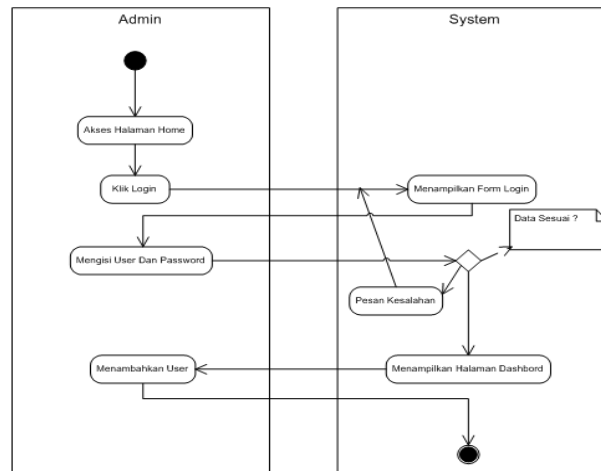 Admin
System
Akses Halaman Home
Klik Login
Menampilkan Form Login
Data Sesuai ?
Mengisi User Dan Password
Pesan Kesalahan
Menambahkan User
Menampilkan Halaman Dashbord